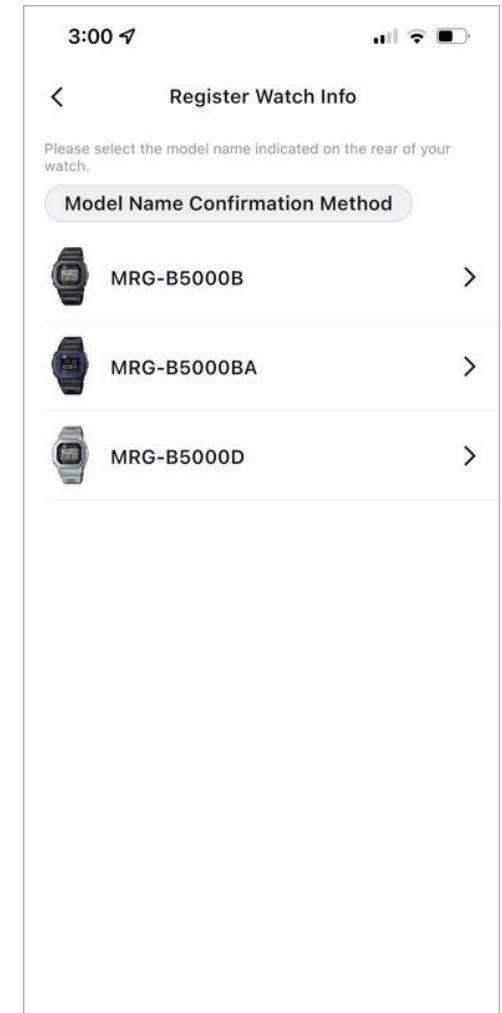 3:00
Register Watch Info
Please select the model name indicated on the rear of your
watch.
Model Name Confirmation Method
MRG-B5000B
MRG-B5000BA
MRG-B5000D